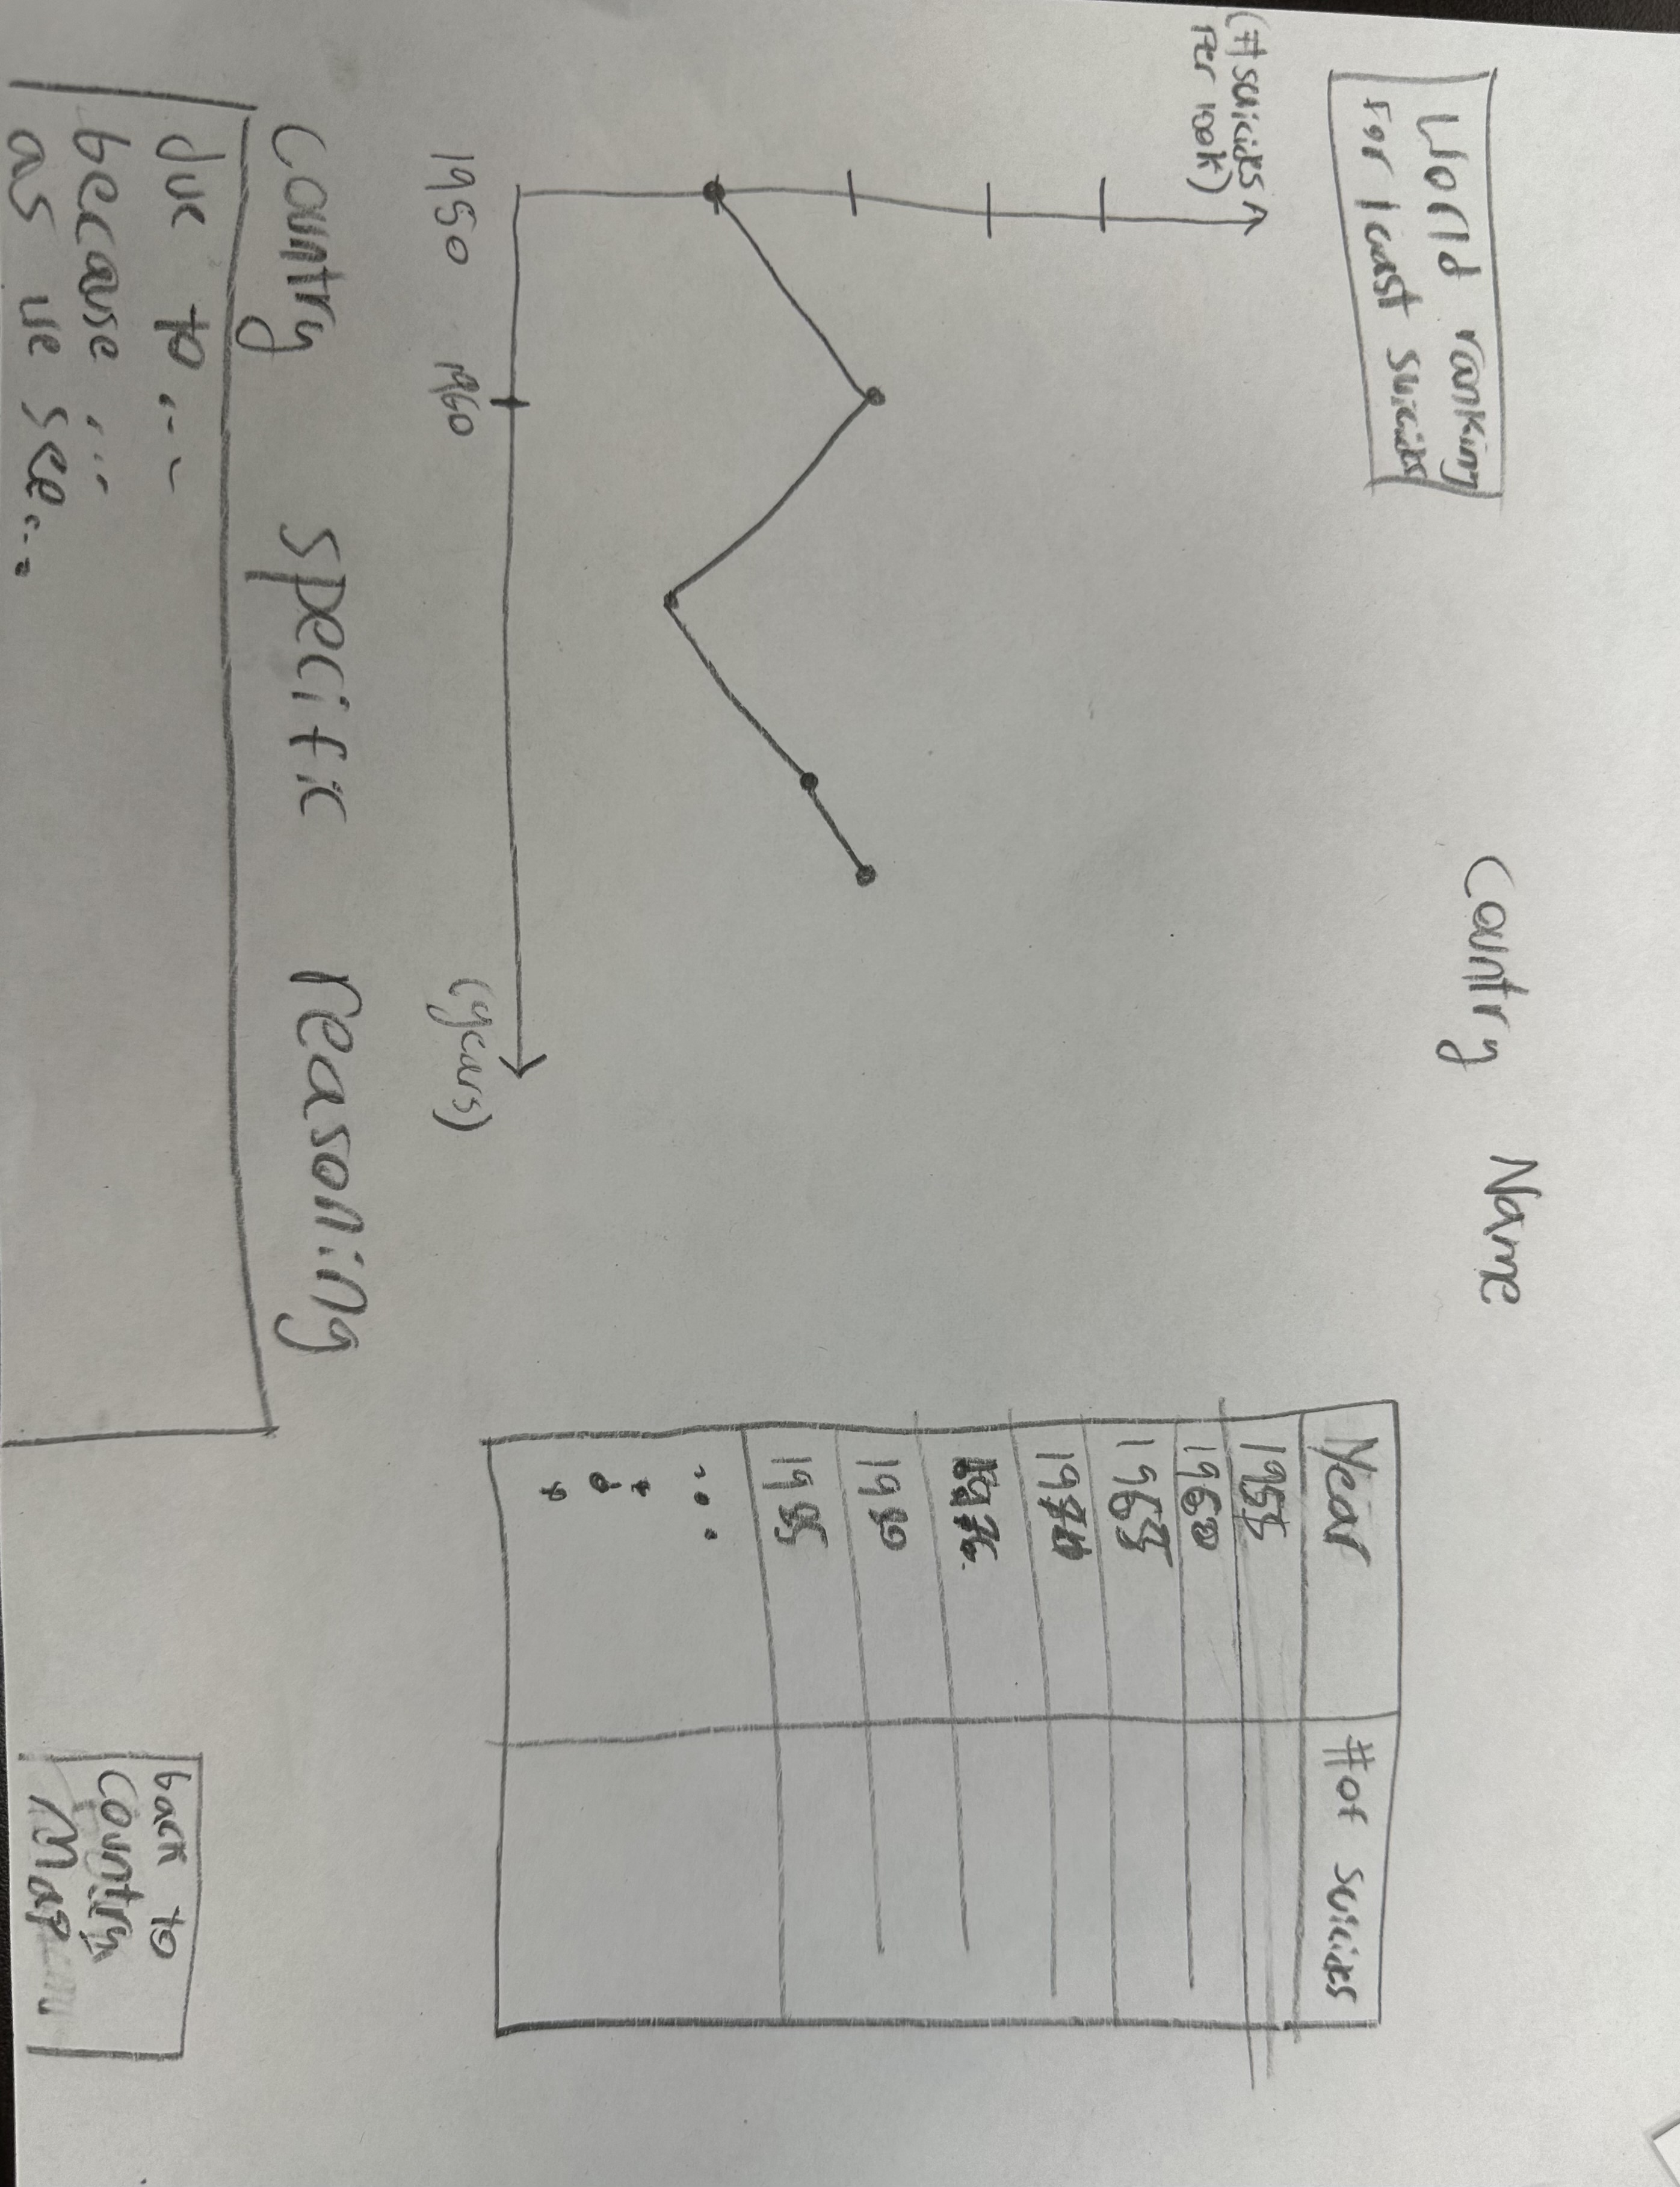 World ranking
For least suicides
Country Name
(# suicides
Per 100k)
1950
1960
(years)
Year
# of suicides
1955
1960
1965
1970
1975
1980
1985
Country specific reasoning
due to ...
because ...
as we see...
back to
country
Map